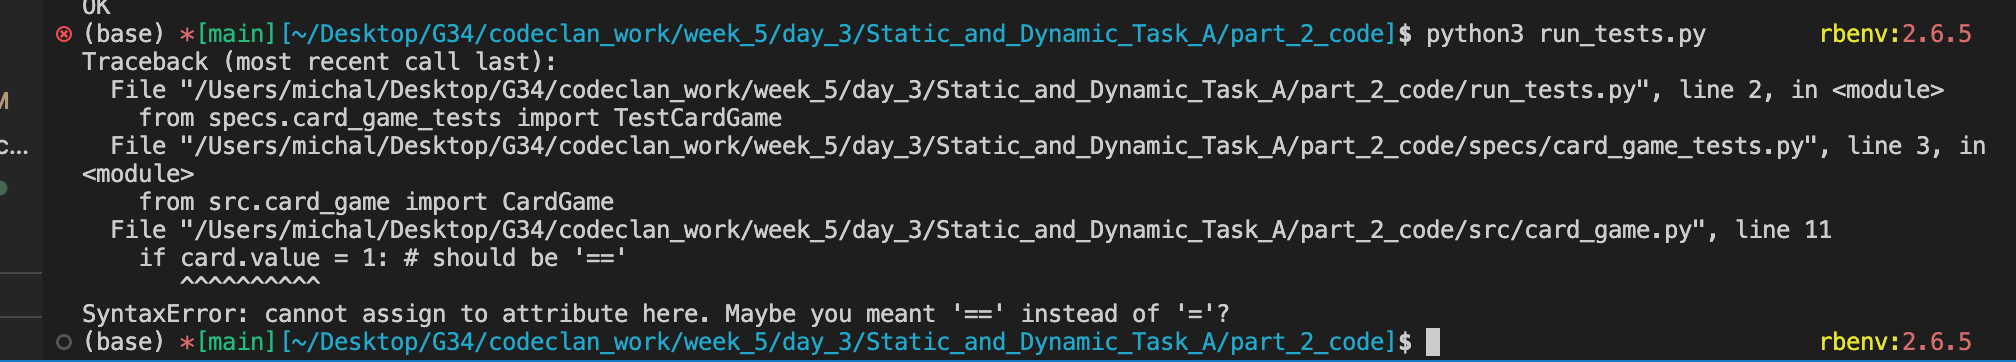 OK
(base) *[main][~/Desktop/G34/codeclan_work/week_5/day_3/Static_and_Dynamic_Task_A/part_2_code]$ python3 run_tests.py rbenv:2.6.5
Traceback (most recent call last):
File "/Users/michal/Desktop/G34/codeclan_work/week_5/day_3/Static_and_Dynamic_Task_A/part_2_code/run_tests.py", line 2, in <module>
from specs.card_game_tests import TestCardGame
File "/Users/michal/Desktop/G34/codeclan_work/week_5/day_3/Static_and_Dynamic_Task_A/part_2_code/specs/card_game_tests.py", line 3, in
<module>
from src.card_game import CardGame
File "/Users/michal/Desktop/G34/codeclan_work/week_5/day_3/Static_and_Dynamic_Task_A/part_2_code/src/card_game.py", line 11
if card.value = 1: # should be '=='
^^^^^^^^^^
SyntaxError: cannot assign to attribute here. Maybe you meant '==' instead of '='?
(base) *[main][~/Desktop/G34/codeclan_work/week_5/day_3/Static_and_Dynamic_Task_A/part_2_code]$ rbenv:2.6.5